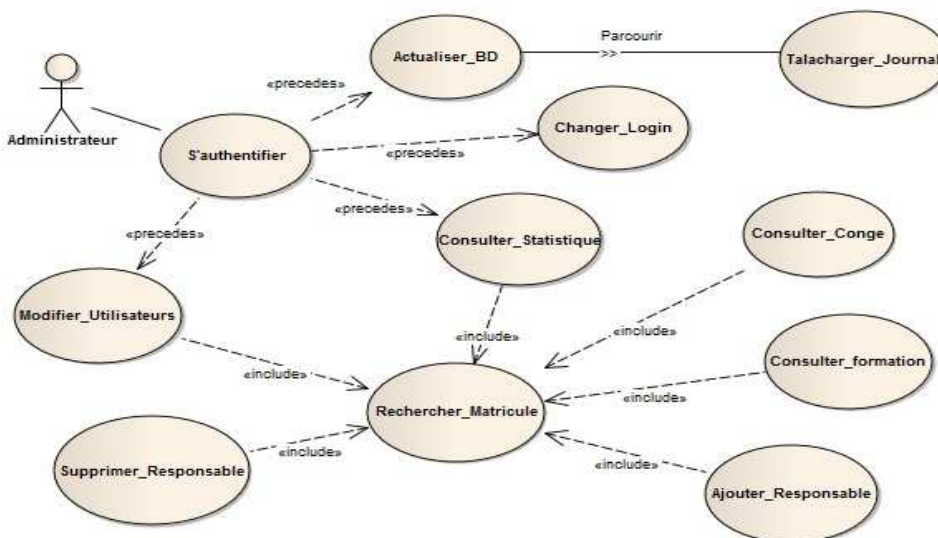 Parcourir
>>
Actualiser_BD
Talacharger_Journal
«precedes»
Administrateur
S'authentifier
Changer_Login
«precedes»
«precedes»
Consulter_Statistique
Consulter_Conge
«precedes»
Modifier_Utilisateurs
«include»
«include»
Consulter_formation
«include»
«include»
Rechercher_Matricule
Supprimer_Responsable
«include»
«include»
Ajouter_Responsable